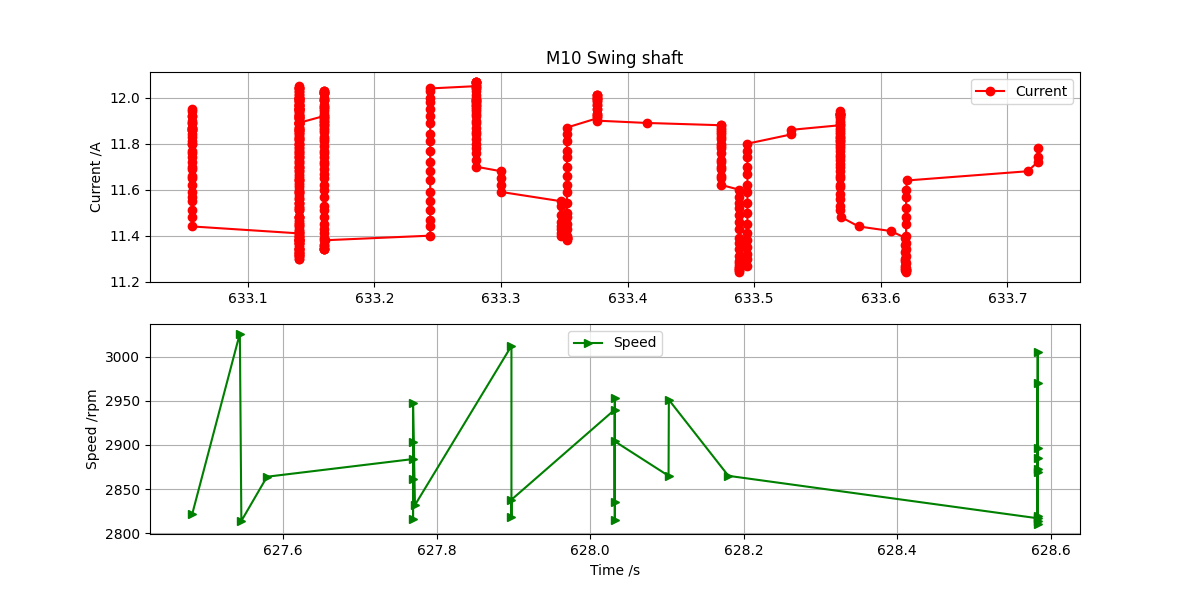 M10 Swing shaft
Current /A
12.0
11.8
11.6
11.4
11.2
Current
633.1 633.2 633.3 633.4 633.5 633.6 633.7
Speed /rpm
3000
2950
2900
2850
2800
Speed
627.6 627.8 628.0 628.2 628.4 628.6
Time /s